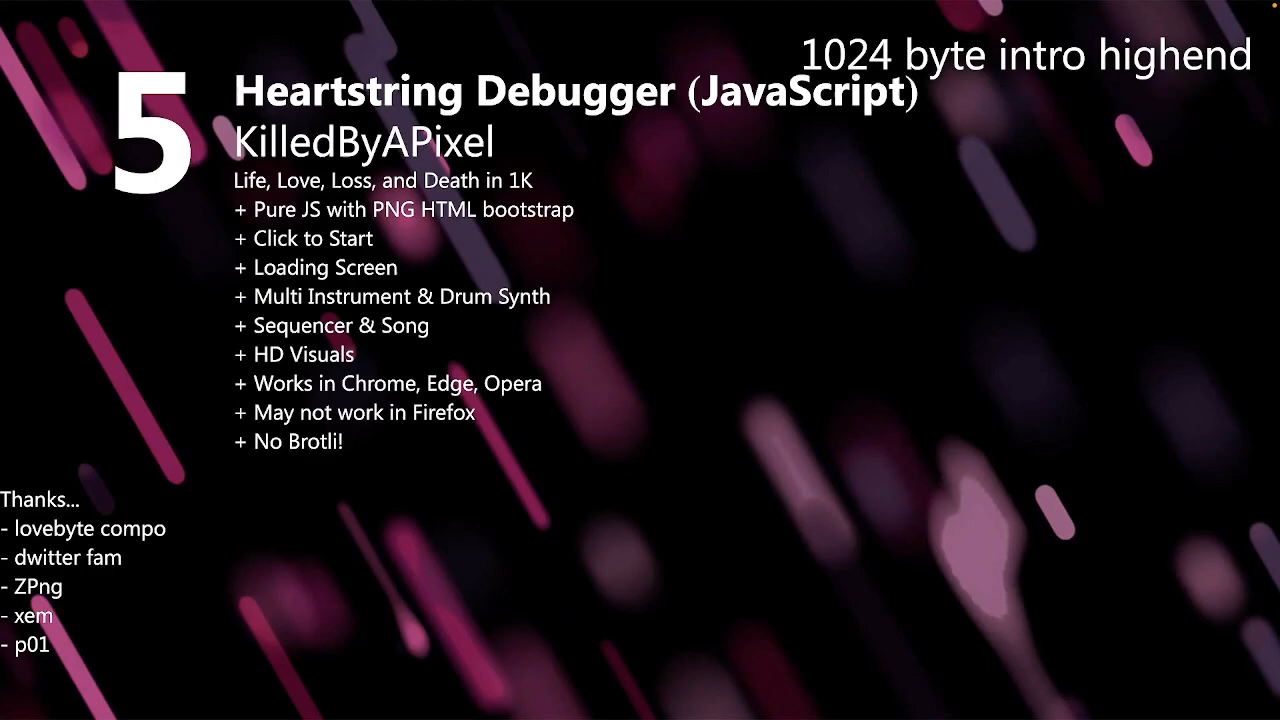 1024 byte intro highend
5
Heartstring Debugger (JavaScript)
KilledByAPixel
Life, Love, Loss, and Death in 1K
+ Pure JS with PNG HTML bootstrap
+ Click to Start
+ Loading Screen
+ Multi Instrument & Drum Synth
+ Sequencer & Song
+ HD Visuals
+ Works in Chrome, Edge, Opera
+ May not work in Firefox
+ No Brotli!
Thanks...
- lovebyte compo
- dwitter fam
- ZPng
- xem
- p01